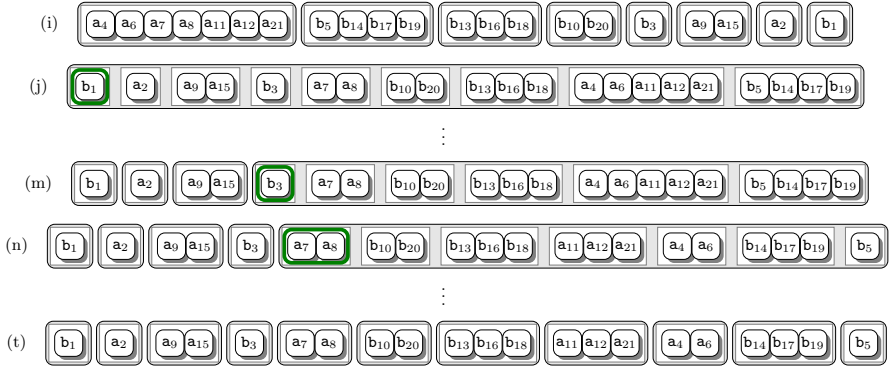 (i) a4 a6 a7 a8 a11 a12 a21 b5 b14 b17 b19 b13 b16 b18 b10 b20 b3 a9 a15 a2 b1
(j) b1 a2 a9 a15 b3 a7 a8 b10 b20 b13 b16 b18 a4 a6 a11 a12 a21 b5 b14 b17 b19
⋮
(m) b1 a2 a9 a15 b3 a7 a8 b10 b20 b13 b16 b18 a4 a6 a11 a12 a21 b5 b14 b17 b19
(n) b1 a2 a9 a15 b3 a7 a8 b10 b20 b13 b16 b18 a11 a12 a21 a4 a6 b14 b17 b19 b5
⋮
(t) b1 a2 a9 a15 b3 a7 a8 b10 b20 b13 b16 b18 a11 a12 a21 a4 a6 b14 b17 b19 b5